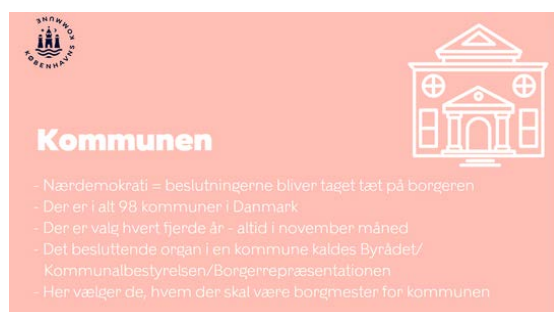 KØBENHAVNS KOMMUNE
Kommunen
- Nærdemokrati = beslutningerne bliver taget tæt på borgeren
- Der er i alt 98 kommuner i Danmark
- Der er valg hvert fjerde år - altid i november måned
- Det besluttende organ i en kommune kaldes Byrådet/
Kommunalbestyrelsen/Borgerrepræsentationen
- Her vælger de, hvem der skal være borgmester for kommunen